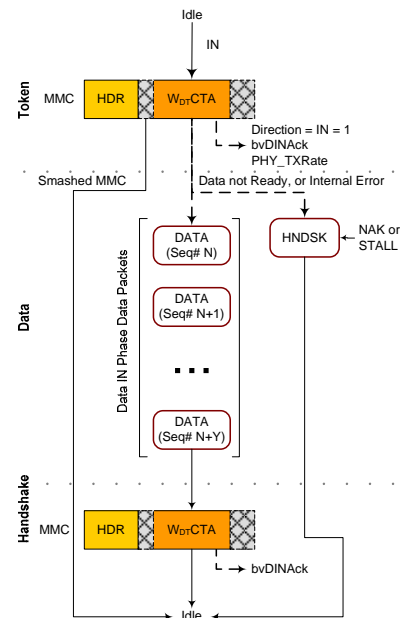 Idle
IN
Token
MMC
HDR
WDTCTA
Direction = IN = 1
bvDINAck
PHY_TXRate
Smashed MMC
Data not Ready, or Internal Error
Data
Data IN Phase Data Packets
DATA
(Seq# N)
HNDSK
NAK or
STALL
DATA
(Seq# N+1)
DATA
(Seq# N+Y)
Handshake
MMC
HDR
WDTCTA
bvDINAck
Idle